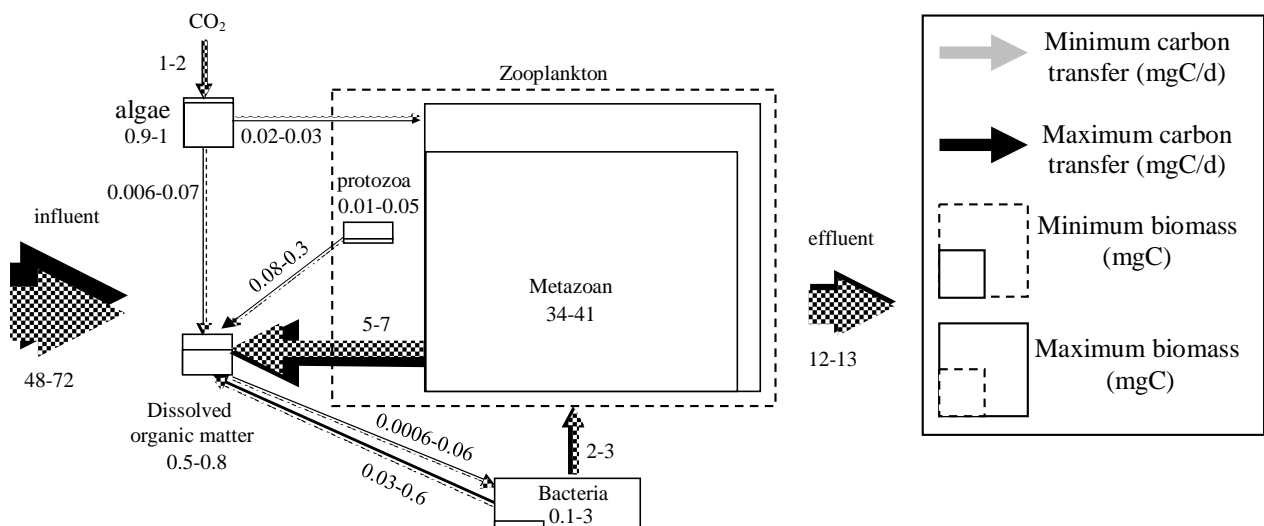 CO₂
1-2
algae
0.9-1
0.02-0.03
0.006-0.07
influent
48-72
Zooplankton
protozoa
0.01-0.05
0.08-0.3
Metazoan
34-41
5-7
effluent
12-13
Dissolved
organic matter
0.5-0.8
0.0006-0.06
0.03-0.6
2-3
Bacteria
0.1-3
Minimum carbon
transfer (mgC/d)
Maximum carbon
transfer (mgC/d)
Minimum biomass
(mgC)
Maximum biomass
(mgC)